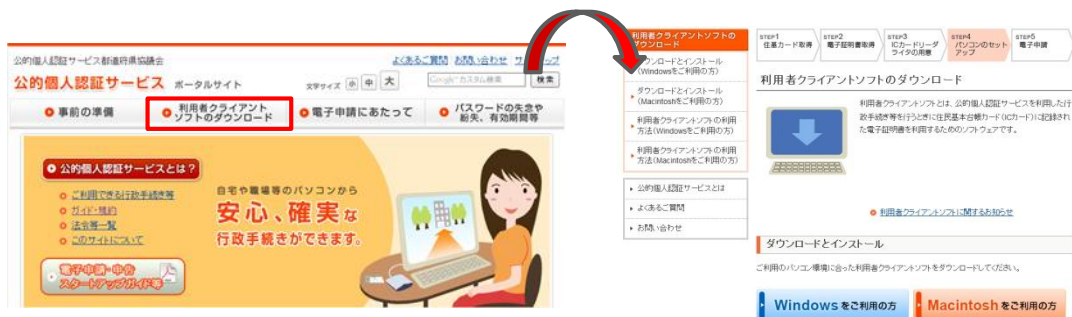 公的個人認証サービス都道府県協議会
よくあるご質問 お問い合わせ サイトマップ
公的個人認証サービス ポータルサイト
文字サイズ 小 中 大
Google™カスタム検索 検索
事前の準備
利用者クライアント
ソフトのダウンロード
電子申請にあたって
パスワードの失念や
紛失、有効期間等
公的個人認証サービスとは?
ご利用できる行政手続き等
ガイド・規約
法令等一覧
このサイトについて
電子申請・申告
スタートアップガイド等
自宅や職場等のパソコンから
安心、確実な
行政手続きができます。
利用者クライアントソフトの
ダウンロード
ダウンロードとインストール
(Windowsをご利用の方)
ダウンロードとインストール
(Macintoshをご利用の方)
利用者クライアントソフトの利用
方法(Windowsをご利用の方)
利用者クライアントソフトの利用
方法(Macintoshをご利用の方)
公的個人認証サービスとは
よくあるご質問
お問い合わせ
STEP1
住基カード取得
STEP2
電子証明書取得
STEP3
ICカードリーダ
ライタの用意
STEP4
パソコンのセット
アップ
STEP5
電子申請
利用者クライアントソフトのダウンロード
利用者クライアントソフトとは、公的個人認証サービスを利用した行
政手続き等を行うときに住民基本台帳カード(ICカード)に記録され
た電子証明書を利用するためのソフトウェアです。
利用者クライアントソフトに関するお知らせ
ダウンロードとインストール
ご利用のパソコン環境に合った利用者クライアントソフトをダウンロードしてください。
Windows をご利用の方
Macintosh をご利用の方